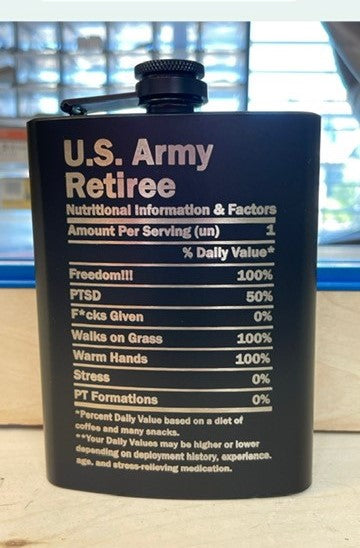 U.S. Army
Retiree
Nutritional Information & Factors
Amount Per Serving (un) 1
% Daily Value*
Freedom!!! 100%
PTSD 50%
F*cks Given 0%
Walks on Grass 100%
Warm Hands 100%
Stress 0%
PT Formations 0%
*Percent Daily Value based on a diet of
coffee and many snacks.
**Your Daily Values may be higher or lower
depending on deployment history, experience,
age, and stress-relieving medication.